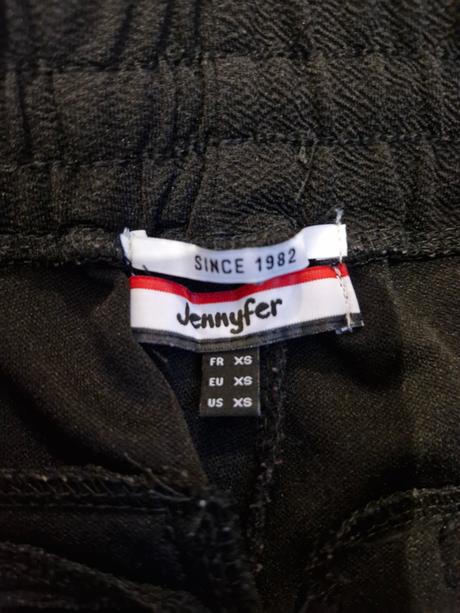 SINCE 1982
Jennyfer
FR XS
EU XS
US XS